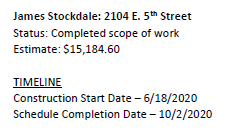 James Stockdale: 2104 E. 5th Street
Status: Completed scope of work
Estimate: $15,184.60
TIMELINE
Construction Start Date – 6/18/2020
Schedule Completion Date – 10/2/2020